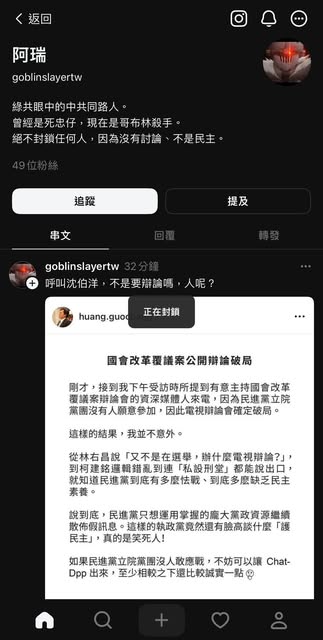 返回
阿瑞
goblinslayertw
綠共眼中的中共同路人。
曾經是死忠仔，現在是哥布林殺手。
絕不封鎖任何人，因為沒有討論、不是民主。
49 位粉絲
追蹤
提及
串文
回覆
轉發
goblinslayertw 32 分鐘
呼叫沈伯洋，不是要辯論嗎，人呢？
huang.guo
正在封鎖
國會改革覆議案公開辯論破局
剛才，接到我下午受訪時所提到有意主持國會改革
覆議案辯論會的資深媒體人來電，因為民進黨立院
黨團沒有人願意參加，因此電視辯論會確定破局。
這樣的結果，我並不意外。
從林右昌說「又不是在選舉，辦什麼電視辯論？」，
到柯建銘邏輯錯亂到連「私設刑堂」都能說出口，
就知道民進黨到底有多麼怯戰、到底多麼缺乏民主
素養。
說到底，民進黨只想運用掌握的龐大黨政資源繼續
散佈假訊息。這樣的執政黨竟然還有臉高談什麼「護
民主」，真的是笑死人！
如果民進黨立院黨團沒人敢應戰，不妨可以讓 Chat-
Dpp 出來，至少相較之下還比較誠實一點